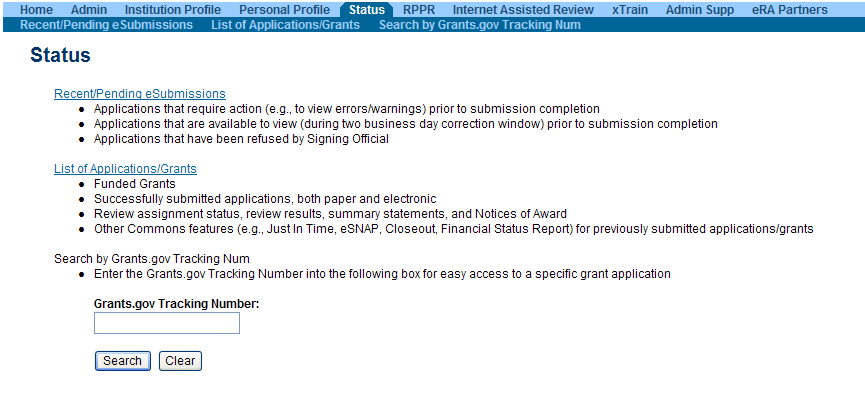 Home Admin Institution Profile Personal Profile Status RPPR Internet Assisted Review xTrain Admin Supp eRA Partners
Recent/Pending eSubmissions List of Applications/Grants Search by Grants.gov Tracking Num
Status
Recent/Pending eSubmissions
● Applications that require action (e.g., to view errors/warnings) prior to submission completion
● Applications that are available to view (during two business day correction window) prior to submission completion
● Applications that have been refused by Signing Official
List of Applications/Grants
● Funded Grants
● Successfully submitted applications, both paper and electronic
● Review assignment status, review results, summary statements, and Notices of Award
● Other Commons features (e.g., Just In Time, eSNAP, Closeout, Financial Status Report) for previously submitted applications/grants
Search by Grants.gov Tracking Num
● Enter the Grants.gov Tracking Number into the following box for easy access to a specific grant application
Grants.gov Tracking Number:
Search Clear